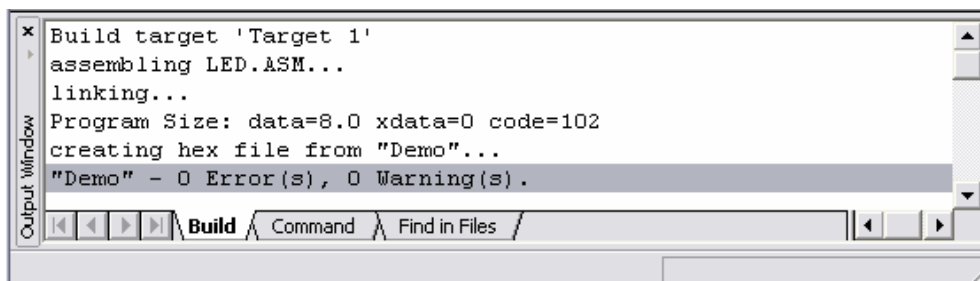 Build target 'Target 1'
assembling LED.ASM...
linking...
Program Size: data=8.0 xdata=0 code=102
creating hex file from "Demo"...
"Demo" - 0 Error(s), 0 Warning(s).
Output Window
Build Command Find in Files